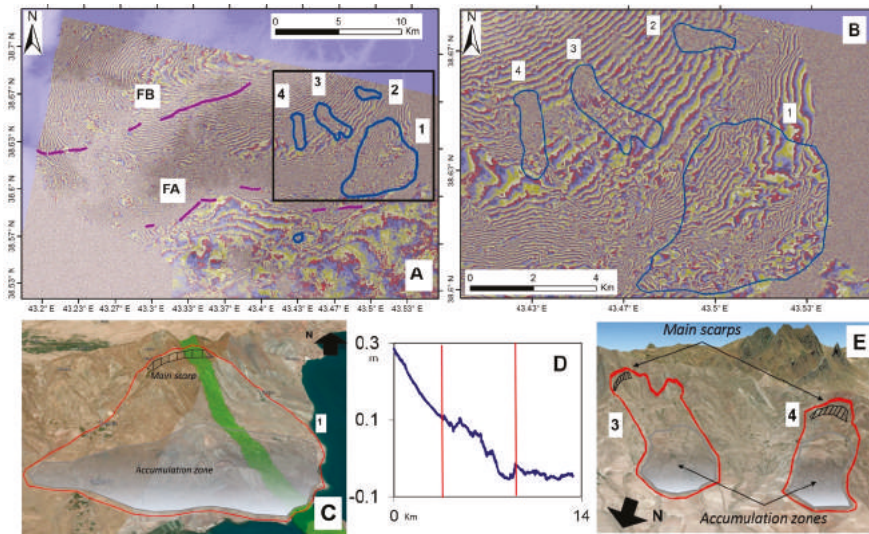 N
0 5 10
Km
38.7° N
38.67° N
38.63° N
38.6° N
38.57° N
38.53° N
FB
FA
4
3
2
1
A
43.2° E 43.23° E 43.3° E 43.33° E 43.37° E 43.4° E 43.43° E 43.47° E 43.5° E 43.53° E
N
B
2
3
4
1
38.67° N
38.63° N
38.6° N
0 2 4
Km
43.43° E 43.47° E 43.5° E 43.53° E
N
Main scarp
1
Accumulation zone
C
0.3
m
D
0.1
-0.1
0 Km 14
Main scarps
E
3
4
N
Accumulation zones